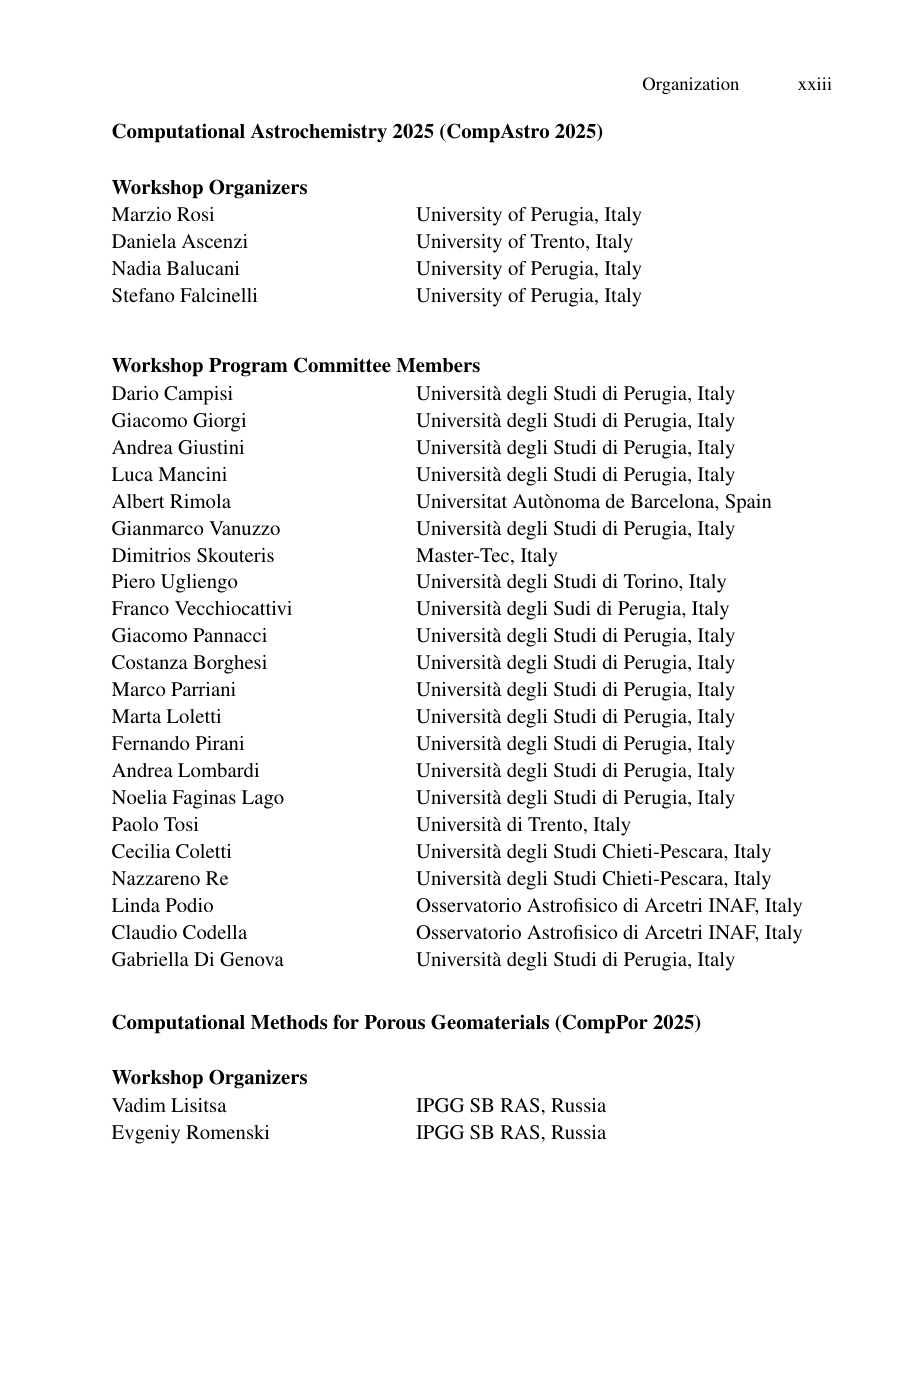 Organization xxiii
Computational Astrochemistry 2025 (CompAstro 2025)
Workshop Organizers
Marzio Rosi University of Perugia, Italy
Daniela Ascenzi University of Trento, Italy
Nadia Balucani University of Perugia, Italy
Stefano Falcinelli University of Perugia, Italy
Workshop Program Committee Members
Dario Campisi Università degli Studi di Perugia, Italy
Giacomo Giorgi Università degli Studi di Perugia, Italy
Andrea Giustini Università degli Studi di Perugia, Italy
Luca Mancini Università degli Studi di Perugia, Italy
Albert Rimola Universitat Autònoma de Barcelona, Spain
Gianmarco Vanuzzo Università degli Studi di Perugia, Italy
Dimitrios Skouteris Master-Tec, Italy
Piero Ugliengo Università degli Studi di Torino, Italy
Franco Vecchiocattivi Università degli Sudi di Perugia, Italy
Giacomo Pannacci Università degli Studi di Perugia, Italy
Costanza Borghesi Università degli Studi di Perugia, Italy
Marco Parriani Università degli Studi di Perugia, Italy
Marta Loletti Università degli Studi di Perugia, Italy
Fernando Pirani Università degli Studi di Perugia, Italy
Andrea Lombardi Università degli Studi di Perugia, Italy
Noelia Faginas Lago Università degli Studi di Perugia, Italy
Paolo Tosi Università di Trento, Italy
Cecilia Coletti Università degli Studi Chieti-Pescara, Italy
Nazzareno Re Università degli Studi Chieti-Pescara, Italy
Linda Podio Osservatorio Astrofisico di Arcetri INAF, Italy
Claudio Codella Osservatorio Astrofisico di Arcetri INAF, Italy
Gabriella Di Genova Università degli Studi di Perugia, Italy
Computational Methods for Porous Geomaterials (CompPor 2025)
Workshop Organizers
Vadim Lisitsa IPGG SB RAS, Russia
Evgeniy Romenski IPGG SB RAS, Russia